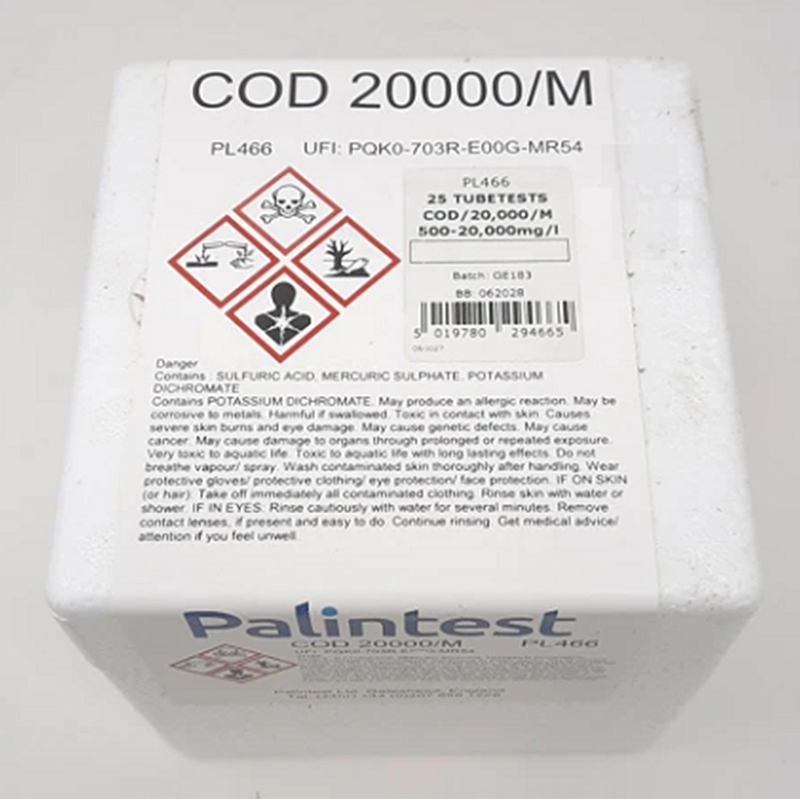 COD 20000/M
PL466 UFI: PQK0-703R-E00G-MR54
PL466
25 TUBETESTS
COD/20,000/M
500-20,000mg/l
Batch: GE183
BB: 062028
5 019780 294665
Danger
Contains : SULFURIC ACID, MERCURIC SULPHATE, POTASSIUM
DICHROMATE
Contains POTASSIUM DICHROMATE. May produce an allergic reaction. May be
corrosive to metals. Harmful if swallowed. Toxic in contact with skin. Causes
severe skin burns and eye damage. May cause genetic defects. May cause
cancer. May cause damage to organs through prolonged or repeated exposure.
Very toxic to aquatic life. Toxic to aquatic life with long lasting effects. Do not
breathe vapour/ spray. Wash contaminated skin thoroughly after handling. Wear
protective gloves/ protective clothing/ eye protection/ face protection. IF ON SKIN
(or hair): Take off immediately all contaminated clothing. Rinse skin with water or
shower. IF IN EYES: Rinse cautiously with water for several minutes. Remove
contact lenses, if present and easy to do. Continue rinsing. Get medical advice/
attention if you feel unwell.
Palintest
COD 20000/M PL466
Palintest Ltd, Gateshead, England